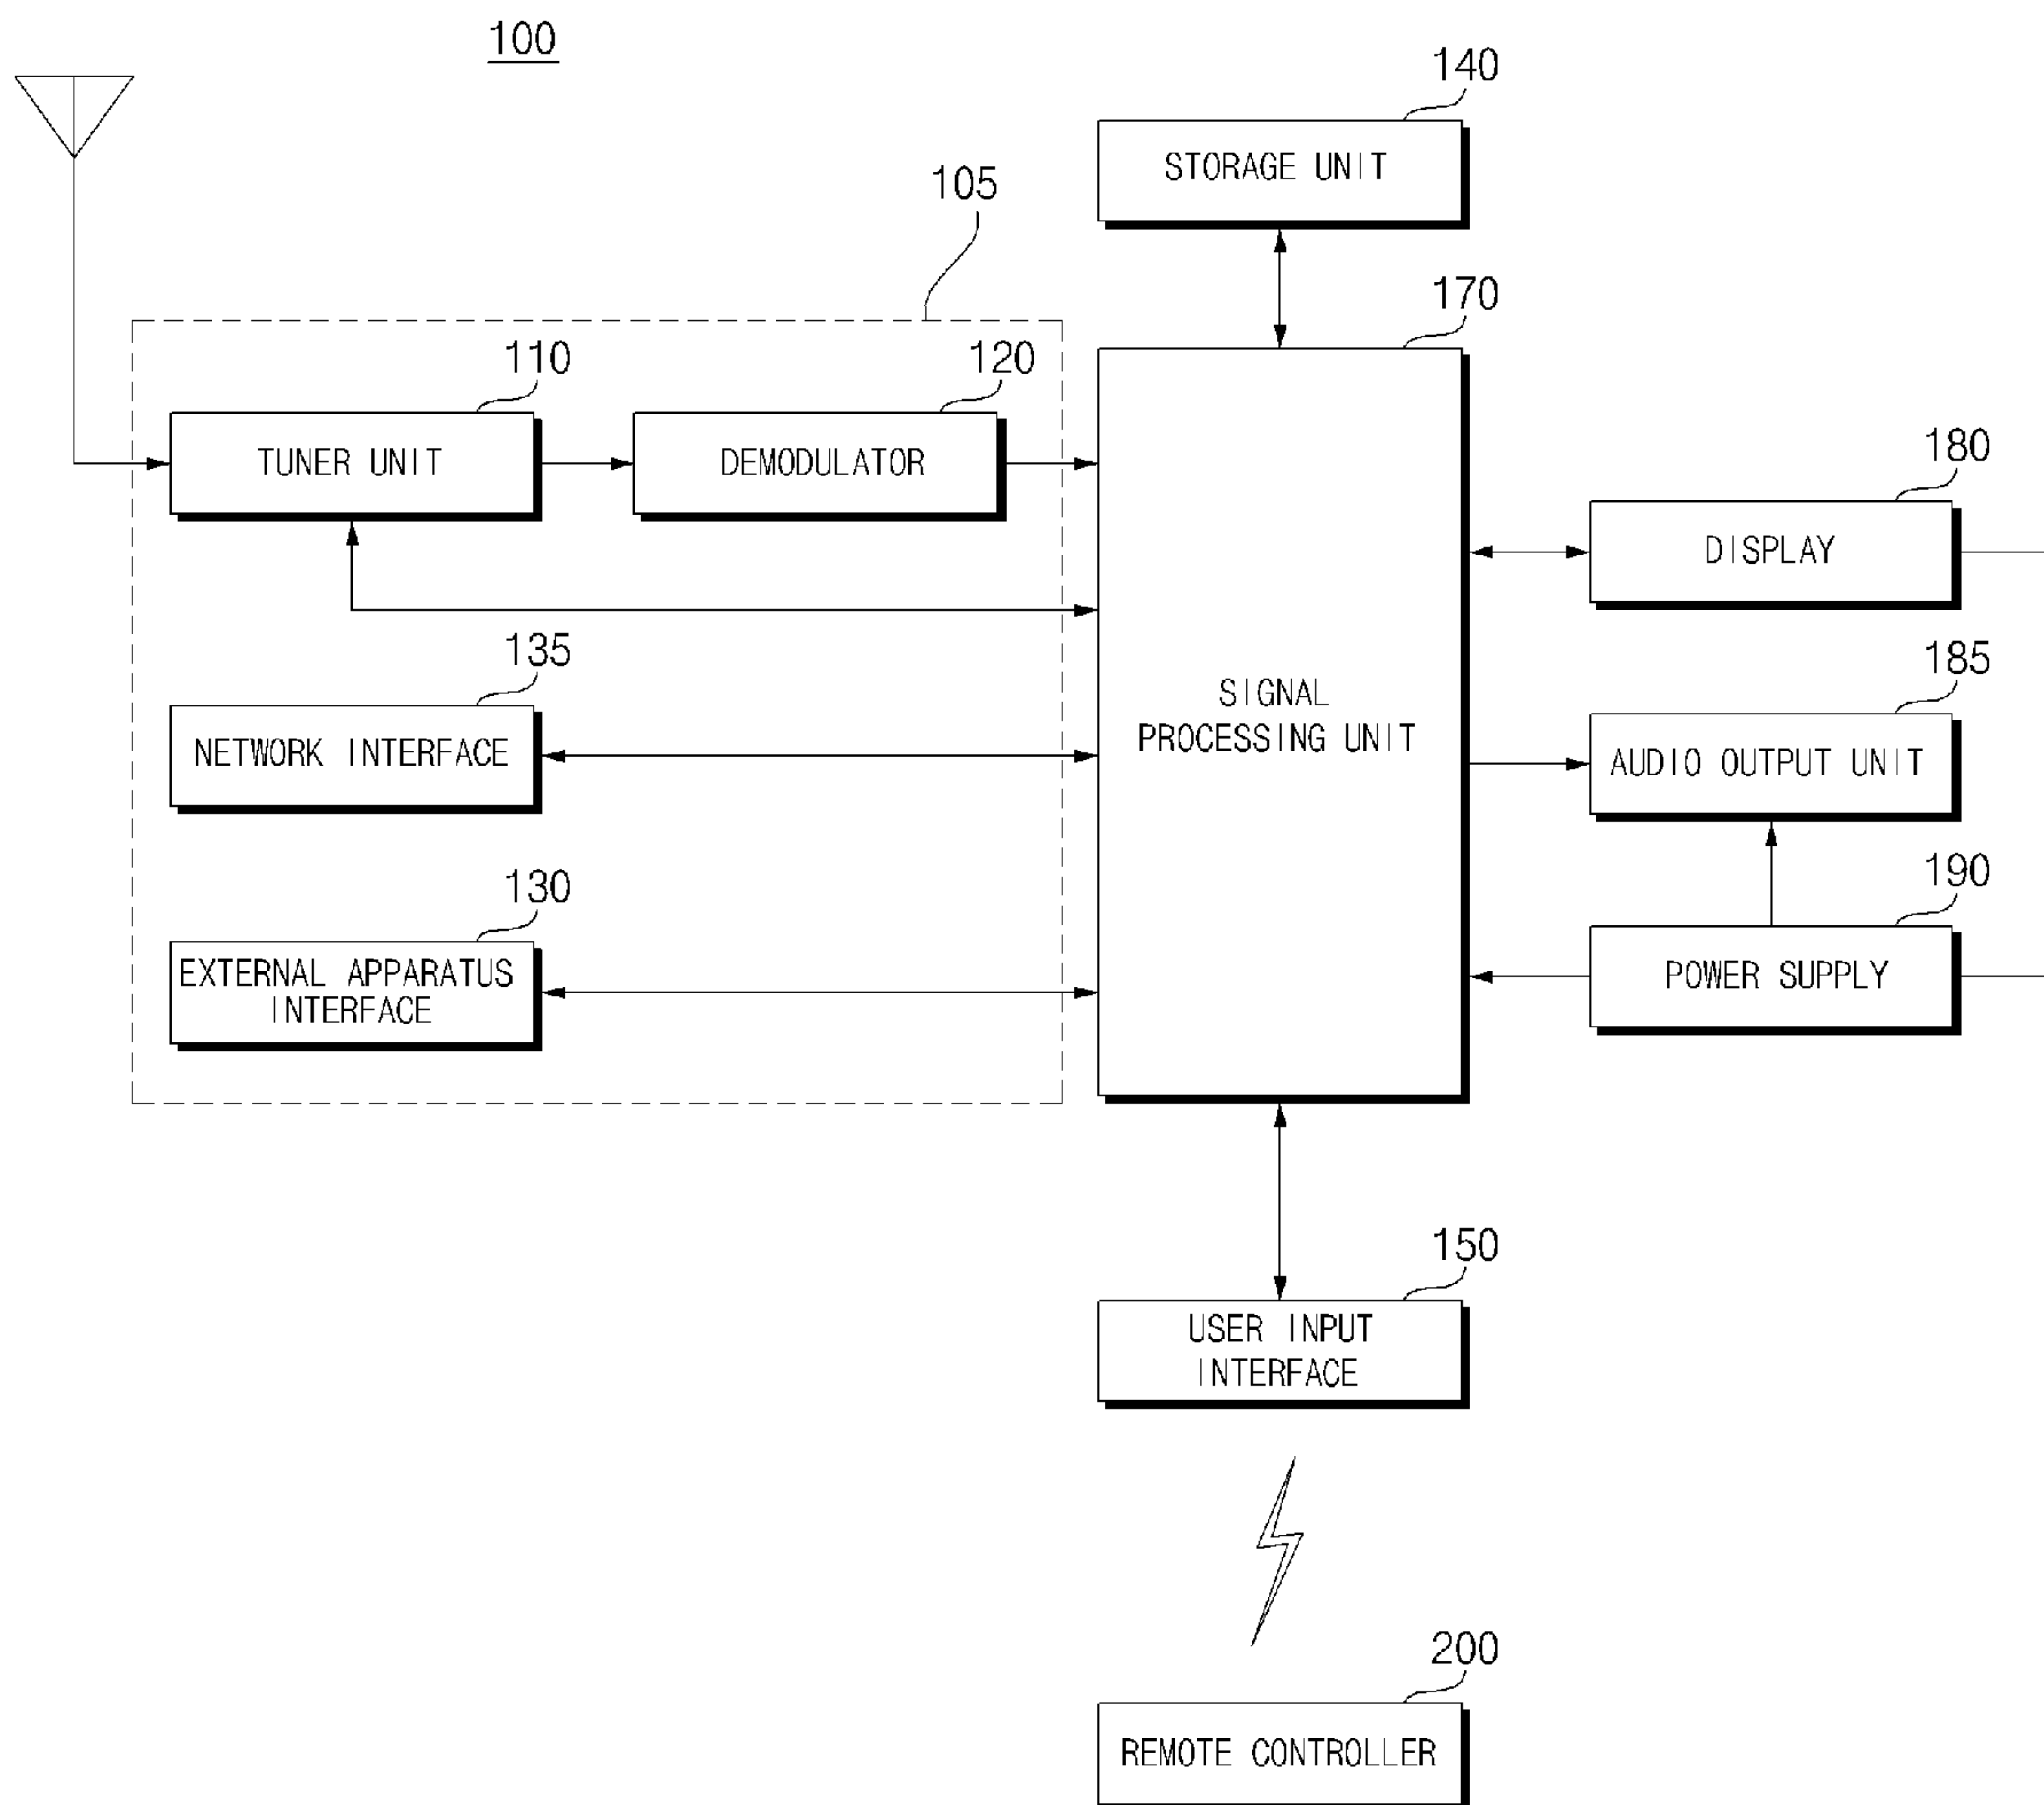 100
140
STORAGE UNIT
105
170
110
120
TUNER UNIT
DEMODULATOR
180
DISPLAY
135
NETWORK INTERFACE
SIGNAL
PROCESSING UNIT
185
AUDIO OUTPUT UNIT
130
EXTERNAL APPARATUS
INTERFACE
190
POWER SUPPLY
150
USER INPUT
INTERFACE
200
REMOTE CONTROLLER